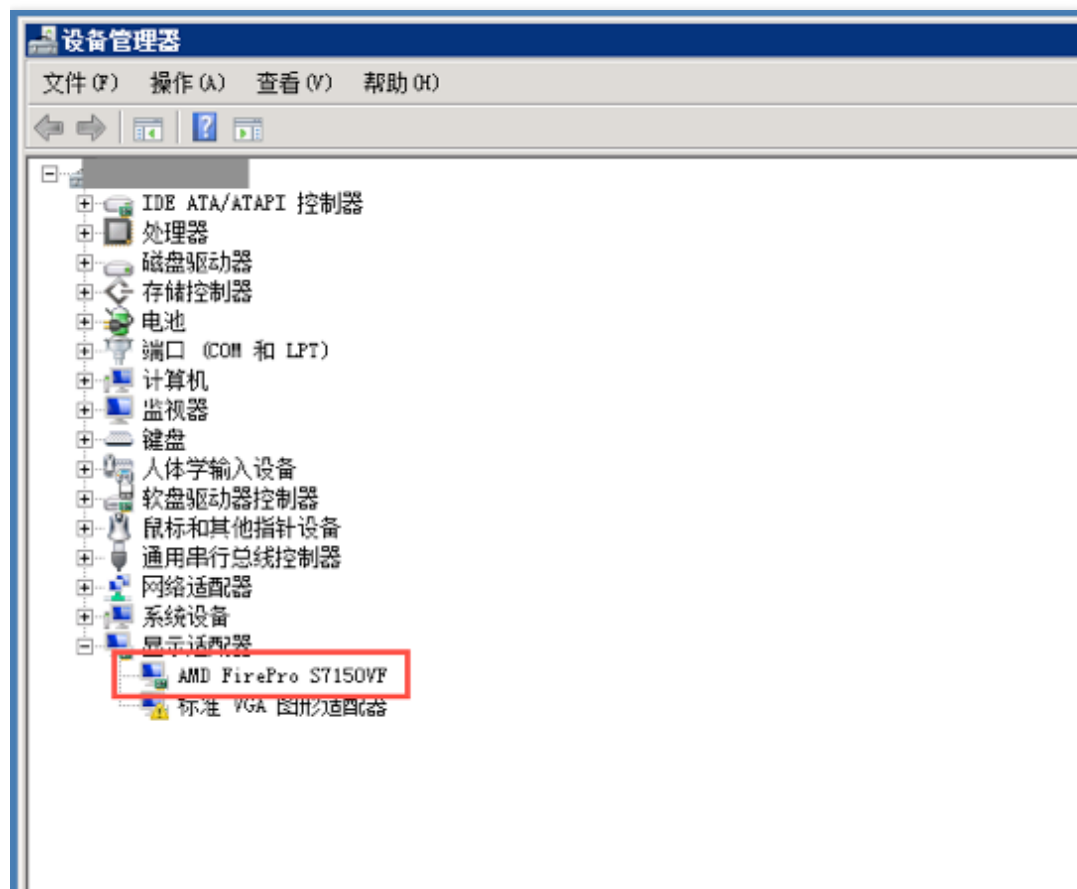 设备管理器
文件(F) 操作(A) 查看(V) 帮助(H)
IDE ATA/ATAPI 控制器
处理器
磁盘驱动器
存储控制器
电池
端口 (COM 和 LPT)
计算机
监视器
键盘
人体学输入设备
软盘驱动器控制器
鼠标和其他指针设备
通用串行总线控制器
网络适配器
系统设备
显示适配器
AMD FirePro S7150VF
标准 VGA 图形适配器